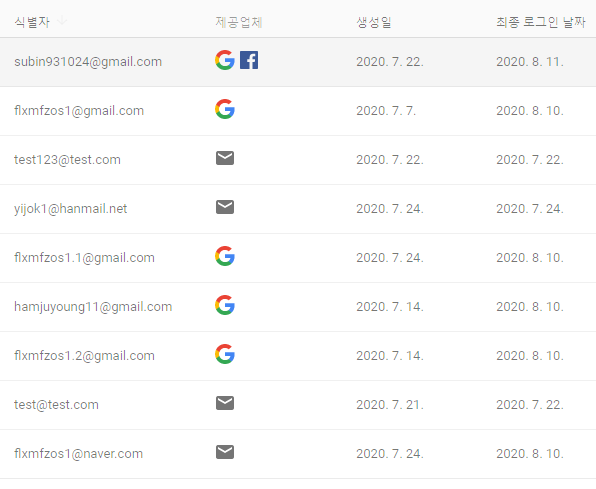 식별자 제공업체 생성일 최종 로그인 날짜
subin931024@gmail.com 2020. 7. 22. 2020. 8. 11.
flxmfzos1@gmail.com 2020. 7. 7. 2020. 8. 10.
test123@test.com 2020. 7. 22. 2020. 7. 22.
yijok1@hanmail.net 2020. 7. 24. 2020. 7. 24.
flxmfzos1.1@gmail.com 2020. 7. 24. 2020. 8. 10.
hamjuyoung11@gmail.com 2020. 7. 14. 2020. 8. 10.
flxmfzos1.2@gmail.com 2020. 7. 14. 2020. 8. 10.
test@test.com 2020. 7. 21. 2020. 7. 22.
flxmfzos1@naver.com 2020. 7. 24. 2020. 8. 10.